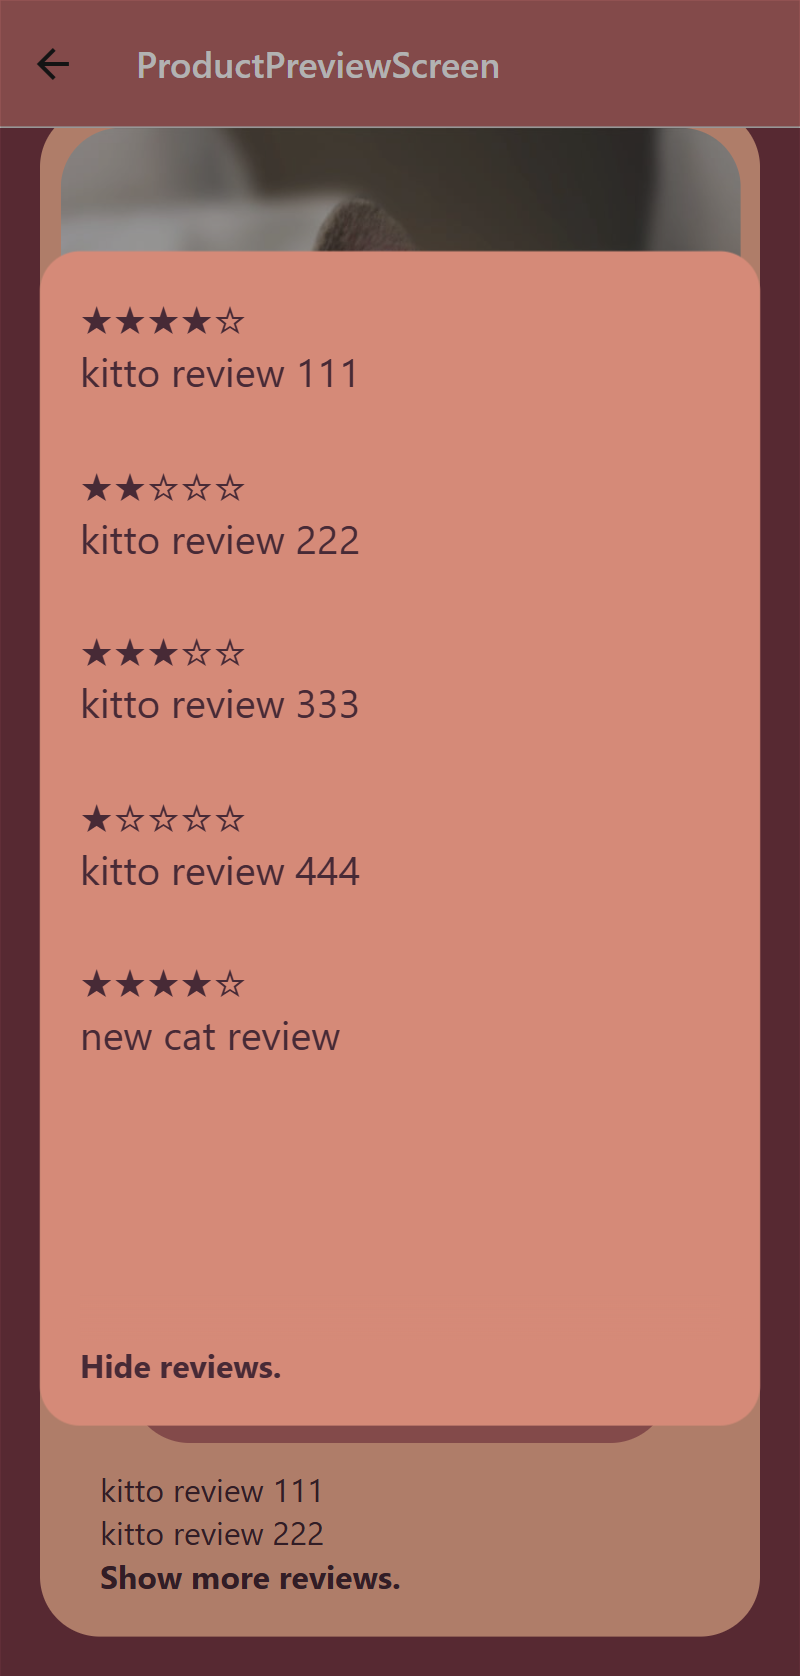 ProductPreviewScreen
★★★★☆
kitto review 111
★★☆☆☆
kitto review 222
★★★☆☆
kitto review 333
★☆☆☆☆
kitto review 444
★★★★☆
new cat review
Hide reviews.
kitto review 111
kitto review 222
Show more reviews.